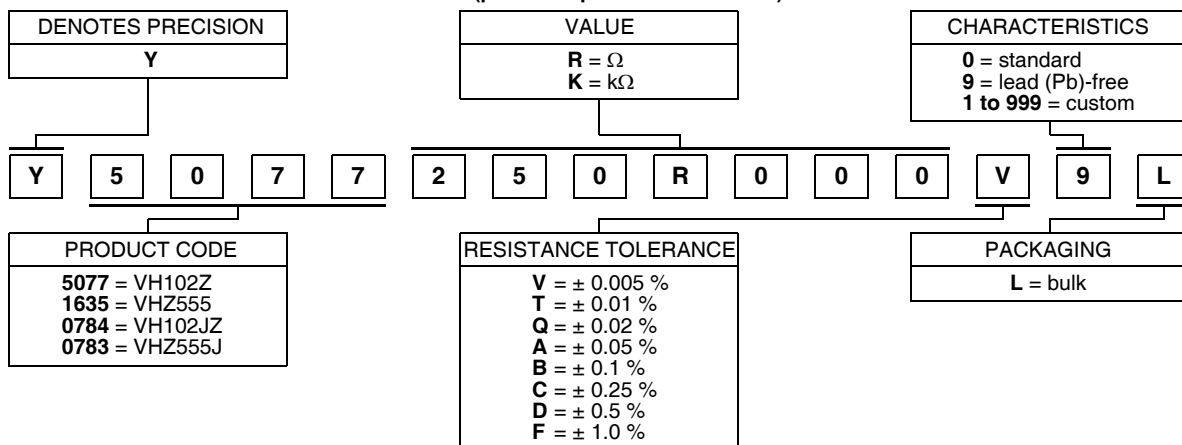 DENOTES PRECISION
Y
VALUE
R = Ω
K = kΩ
CHARACTERISTICS
0 = standard
9 = lead (Pb)-free
1 to 999 = custom
Y 5 0 7 7 2 5 0 R 0 0 0 V 9 L
PRODUCT CODE
5077 = VH102Z
1635 = VHZ555
0784 = VH102JZ
0783 = VHZ555J
RESISTANCE TOLERANCE
V = ± 0.005 %
T = ± 0.01 %
Q = ± 0.02 %
A = ± 0.05 %
B = ± 0.1 %
C = ± 0.25 %
D = ± 0.5 %
F = ± 1.0 %
PACKAGING
L = bulk